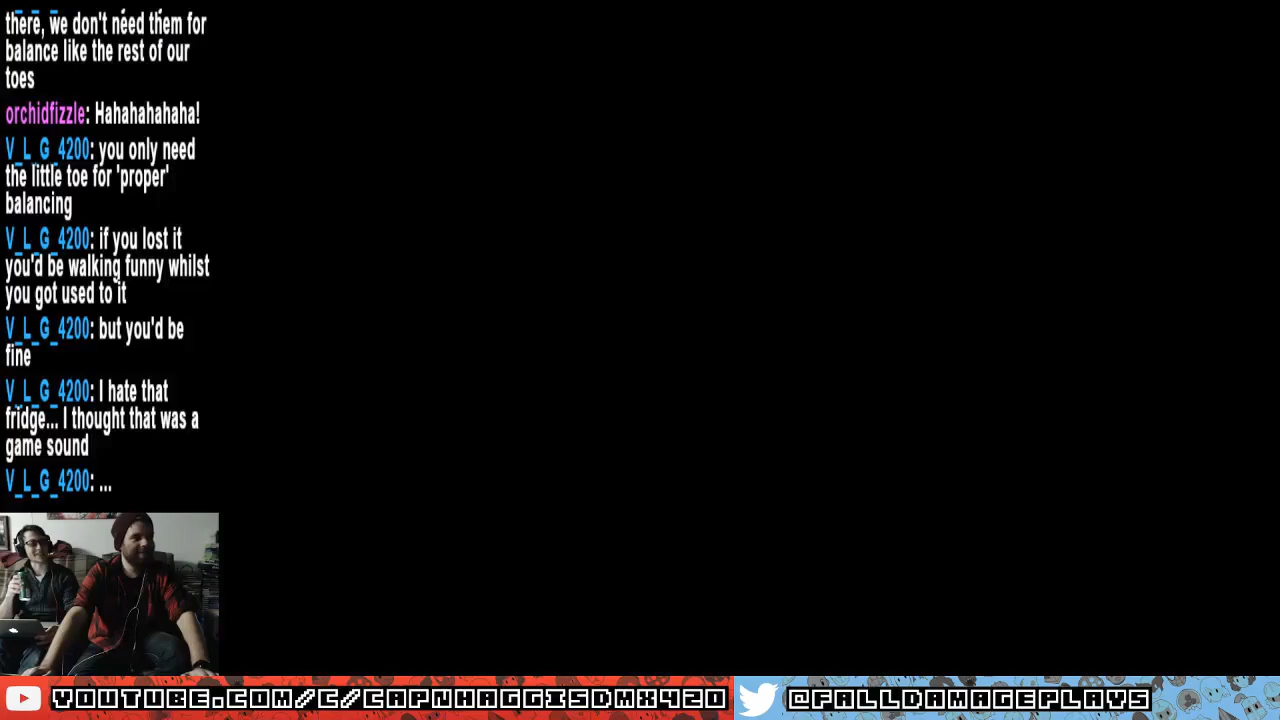 there, we don't need them for
balance like the rest of our
toes
orchidfizzle: Hahahahahaha!
V_L_G_4200: you only need
the little toe for 'proper'
balancing
V_L_G_4200: if you lost it
you'd be walking funny whilst
you got used to it
V_L_G_4200: but you'd be
fine
V_L_G_4200: I hate that
fridge... I thought that was a
game sound
V_L_G_4200: ...
YOUTUBE.COM/C/CAPNHAGGISDMX420
@FALLDAMAGEPLAYS